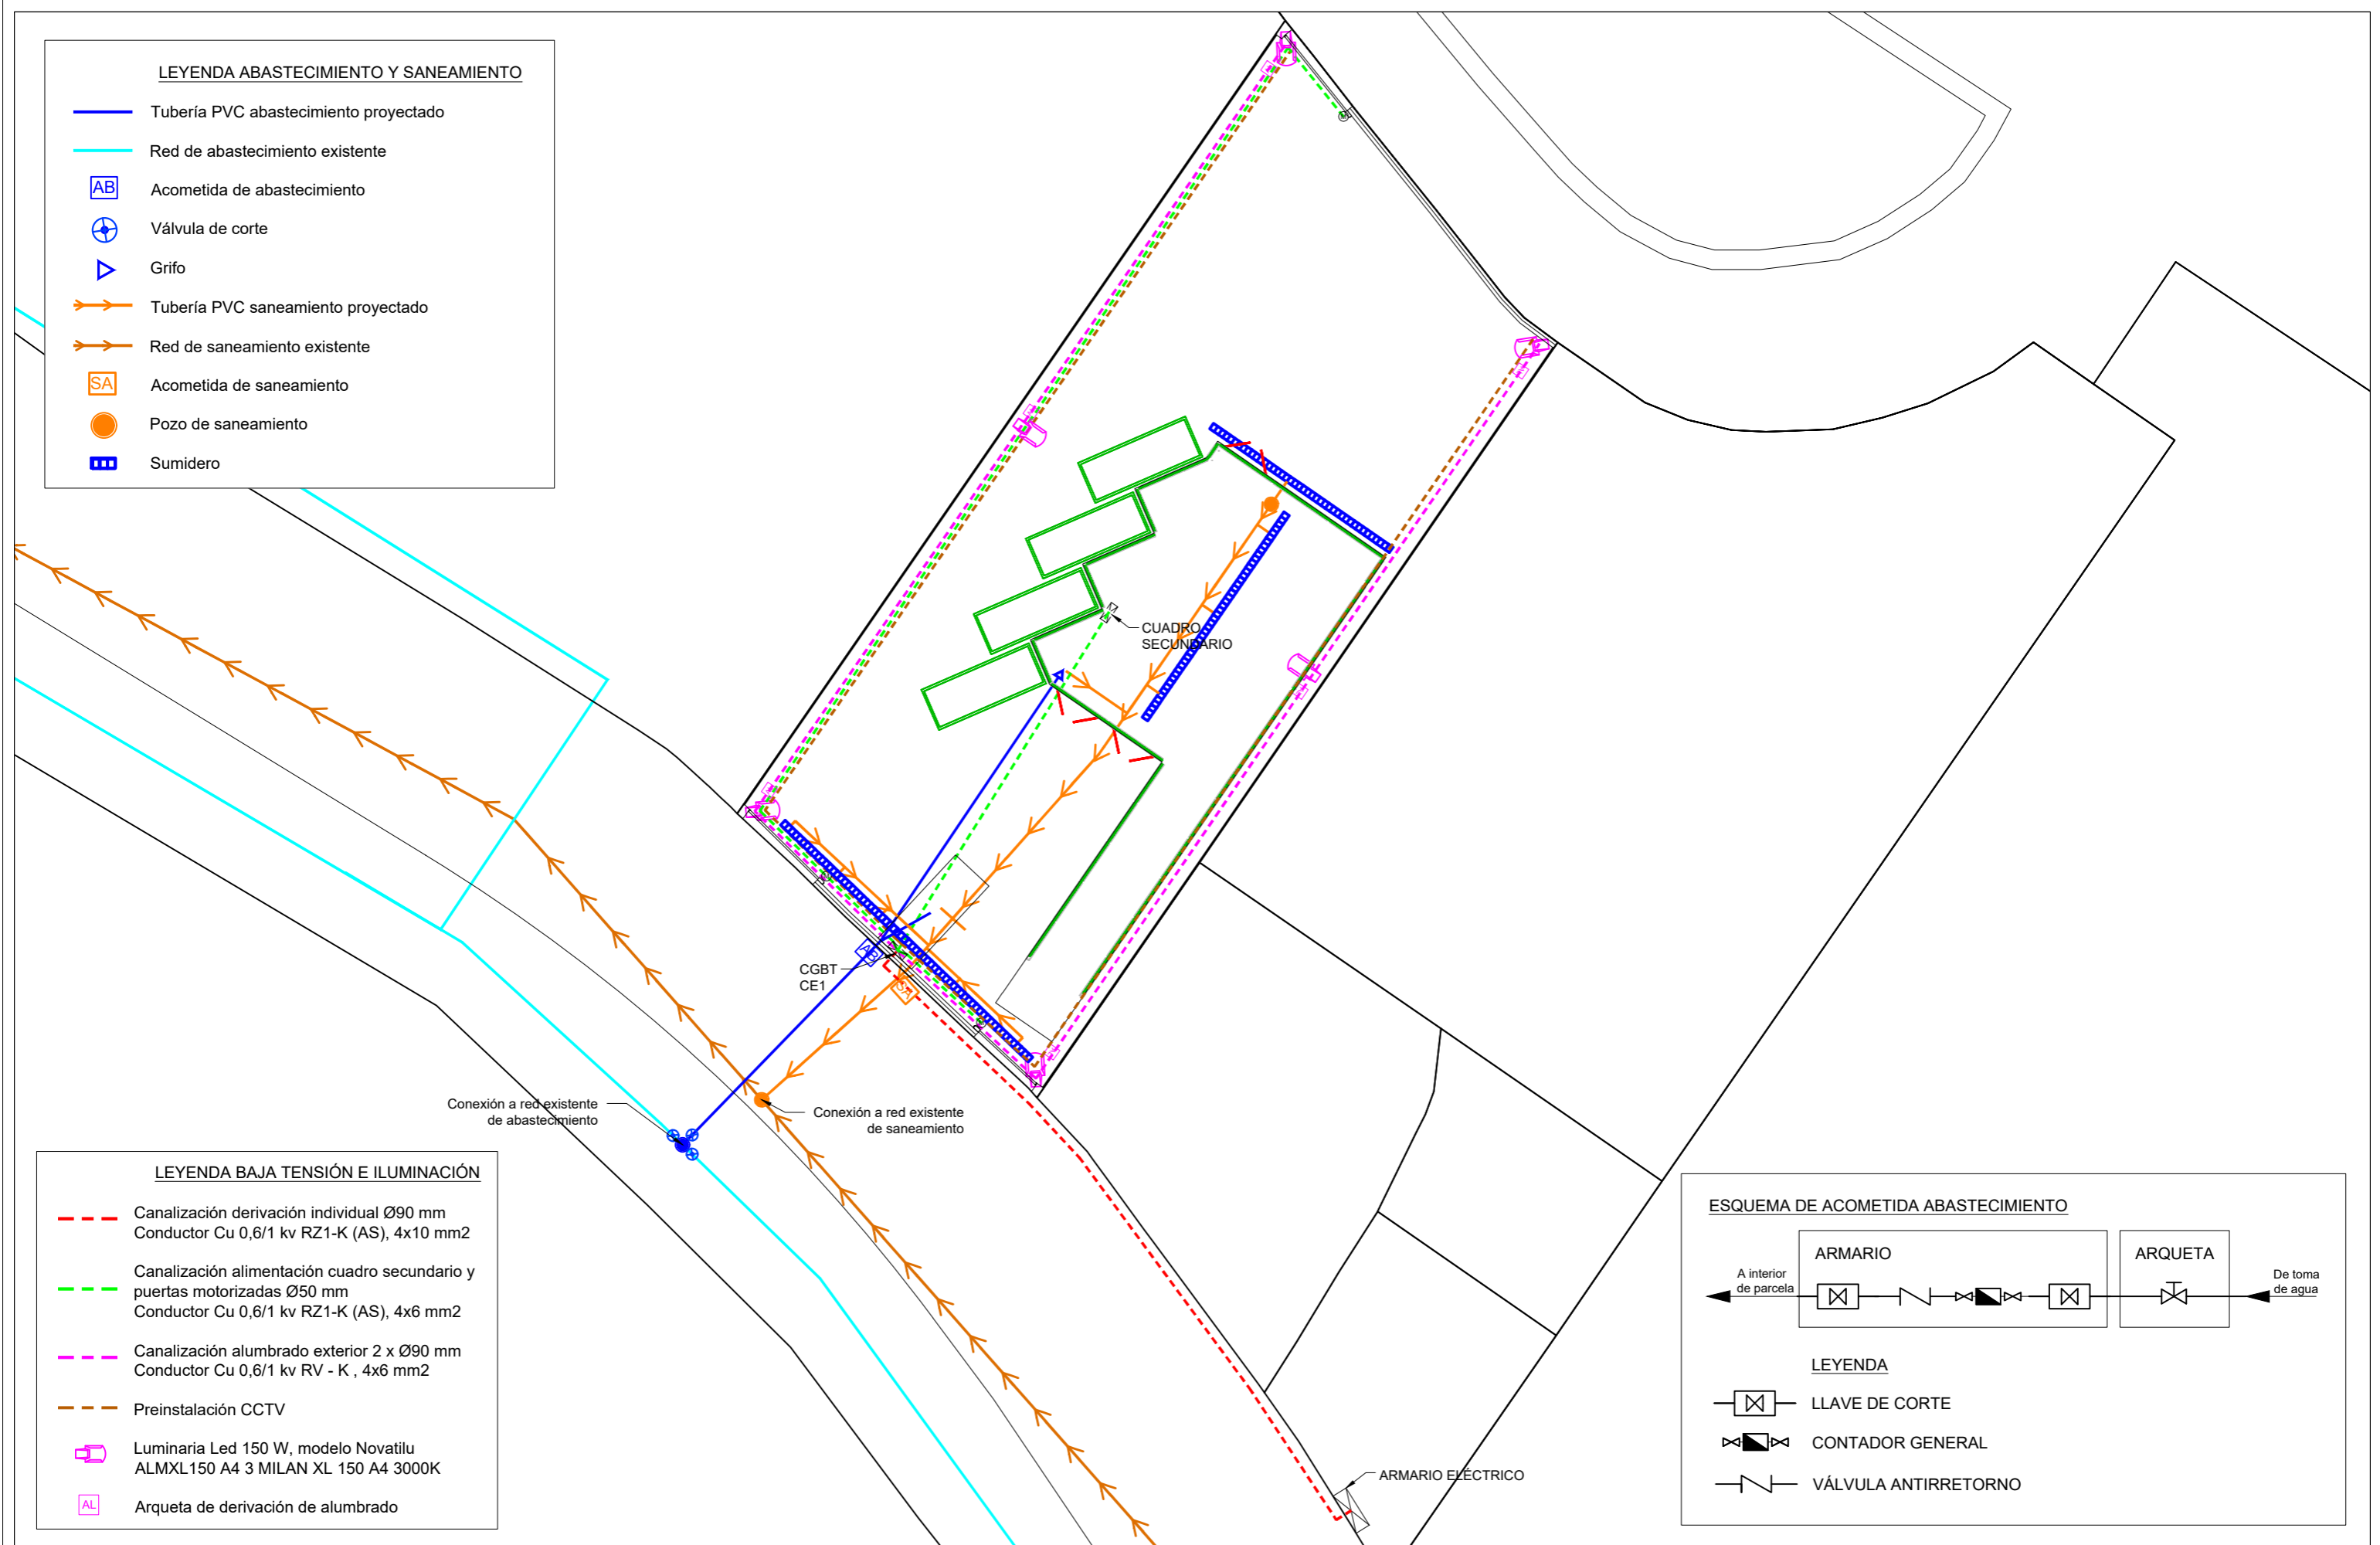 LEYENDA ABASTECIMIENTO Y SANEAMIENTO
Tubería PVC abastecimiento proyectado
Red de abastecimiento existente
AB
Acometida de abastecimiento
Válvula de corte
Grifo
Tubería PVC saneamiento proyectado
Red de saneamiento existente
SA
Acometida de saneamiento
Pozo de saneamiento
Sumidero
CUADRO
SECUNDARIO
AB
CGBT
CE1
SA
Conexión a red existente
de abastecimiento
Conexión a red existente
de saneamiento
LEYENDA BAJA TENSIÓN E ILUMINACIÓN
Canalización derivación individual Ø90 mm
Conductor Cu 0,6/1 kv RZ1-K (AS), 4x10 mm2
Canalización alimentación cuadro secundario y
puertas motorizadas Ø50 mm
Conductor Cu 0,6/1 kv RZ1-K (AS), 4x6 mm2
Canalización alumbrado exterior 2 x Ø90 mm
Conductor Cu 0,6/1 kv RV - K , 4x6 mm2
Preinstalación CCTV
Luminaria Led 150 W, modelo Novatilu
ALMXL150 A4 3 MILAN XL 150 A4 3000K
AL
Arqueta de derivación de alumbrado
ARMARIO ELÉCTRICO
ESQUEMA DE ACOMETIDA ABASTECIMIENTO
ARMARIO
ARQUETA
A interior
de parcela
De toma
de agua
LEYENDA
LLAVE DE CORTE
CONTADOR GENERAL
VÁLVULA ANTIRRETORNO